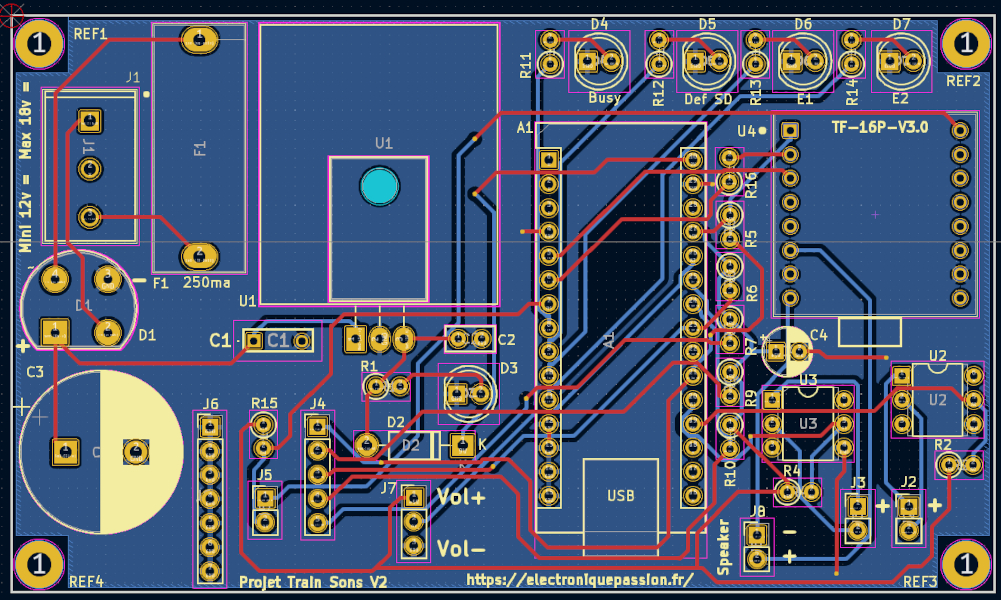 1
REF1
J1
Mini 12v = Max 18v =
J1
F1
U1
R11
D4
Busy
R12
D5
Def SD
R13
D6
E1
R14
D7
E2
1
REF2
A1
U4
TF-16P-V3.0
R16
R5
R6
R7
R9
R10
A1
USB
F1
250ma
U1
D1
D1
+
-
C1
C1
C2
R1
D3
D2
D2
K
C3
C4
U3
U3
U2
U2
R2
R4
J3
J2
+
J6
R15
J5
J4
J7
Vol+
Vol-
J8
-
+
Speaker
1
REF4
Projet Train Sons V2
https://electroniquepassion.fr/
REF3
1